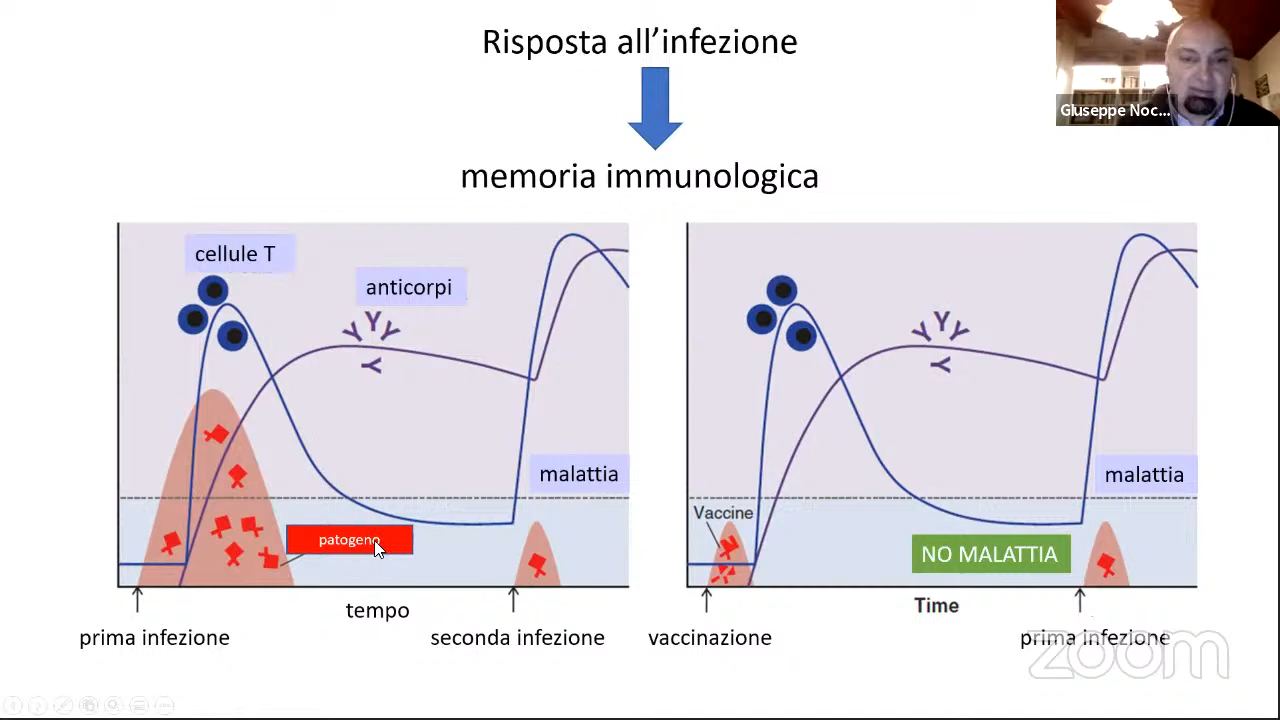 Risposta all'infezione
Giuseppe Noc...
memoria immunologica
cellule T
anticorpi
malattia
patogeno
tempo
prima infezione
seconda infezione
Vaccine
malattia
NO MALATTIA
Time
vaccinazione
prima infezione
zoom